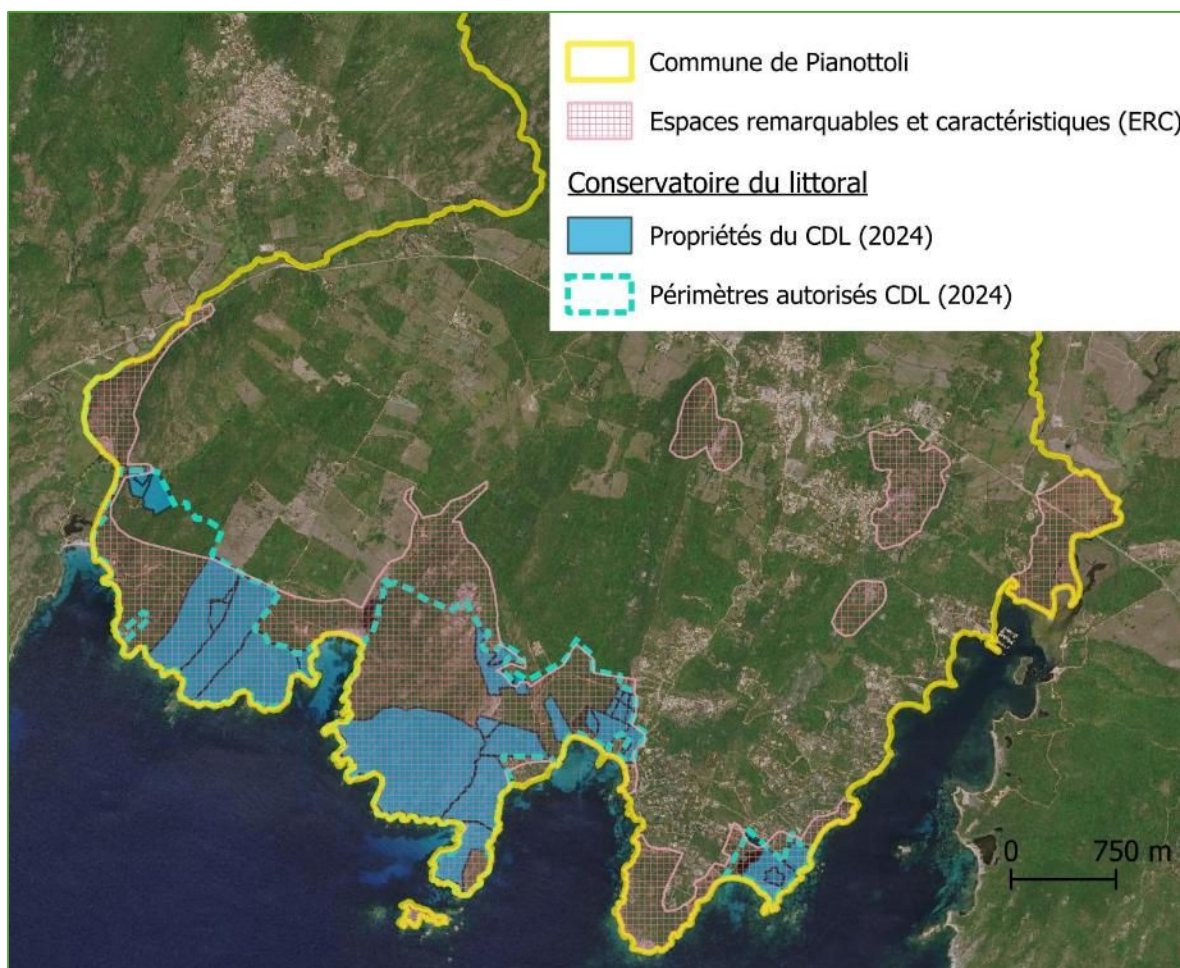 Commune de Pianottoli
Espaces remarquables et caractéristiques (ERC)
Conservatoire du littoral
Propriétés du CDL (2024)
Périmètres autorisés CDL (2024)
0 750 m